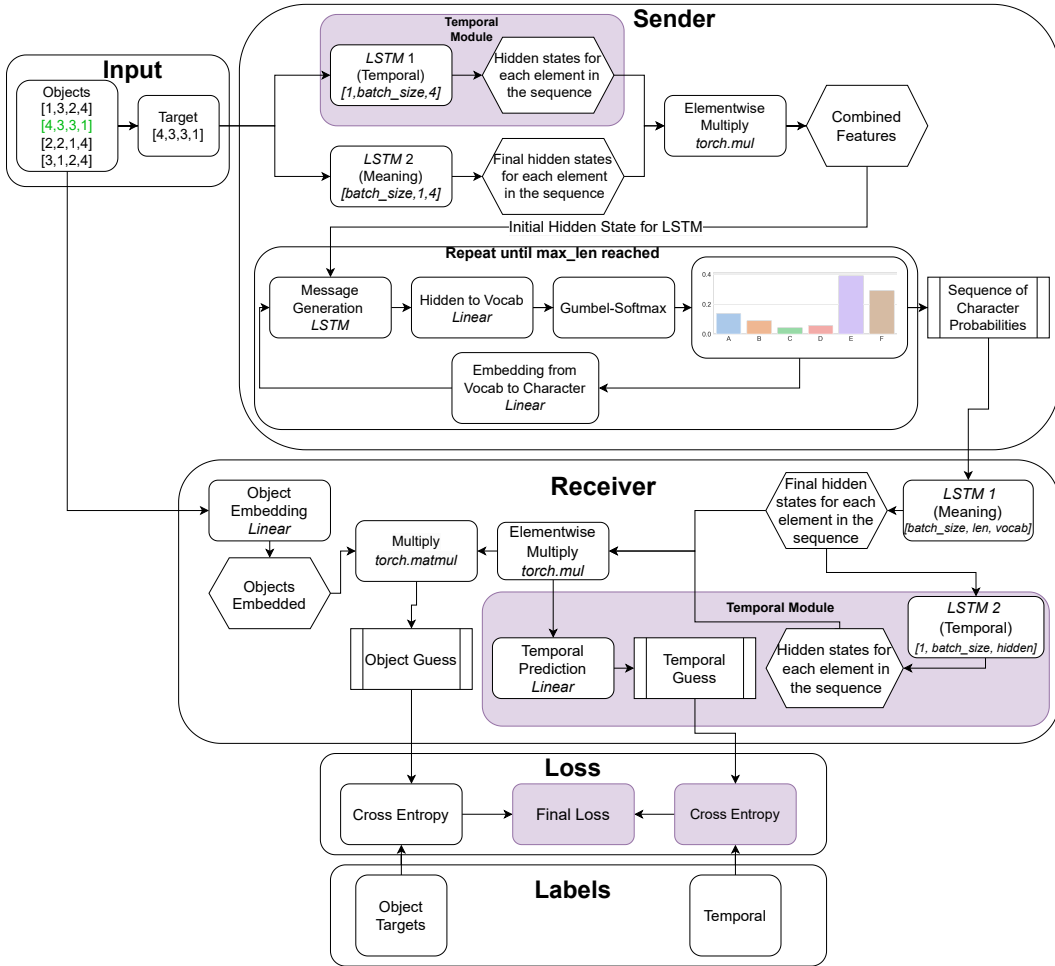 Sender
Temporal
Module
LSTM 1
(Temporal)
[1,batch_size,4]
Hidden states for
each element in
the sequence
Input
Objects
[1,3,2,4]
[4,3,3,1]
[2,2,1,4]
[3,1,2,4]
Target
[4,3,3,1]
Elementwise
Multiply
torch.mul
Combined
Features
LSTM 2
(Meaning)
[batch_size,1,4]
Final hidden states
for each element
in the sequence
Initial Hidden State for LSTM
Repeat until max_len reached
Message
Generation
LSTM
Hidden to Vocab
Linear
Gumbel-Softmax
0.4
0.2
0.0
A B C D E F
Sequence of
Character
Probabilities
Embedding from
Vocab to Character
Linear
Receiver
Object
Embedding
Linear
Objects
Embedded
Multiply
torch.matmul
Elementwise
Multiply
torch.mul
Final hidden
states for each
element in the
sequence
LSTM 1
(Meaning)
[batch_size, len, vocab]
Temporal Module
LSTM 2
(Temporal)
[1, batch_size, hidden]
Hidden states for
each element in
the sequence
Object Guess
Temporal
Prediction
Linear
Temporal
Guess
Loss
Cross Entropy
Final Loss
Cross Entropy
Labels
Object
Targets
Temporal